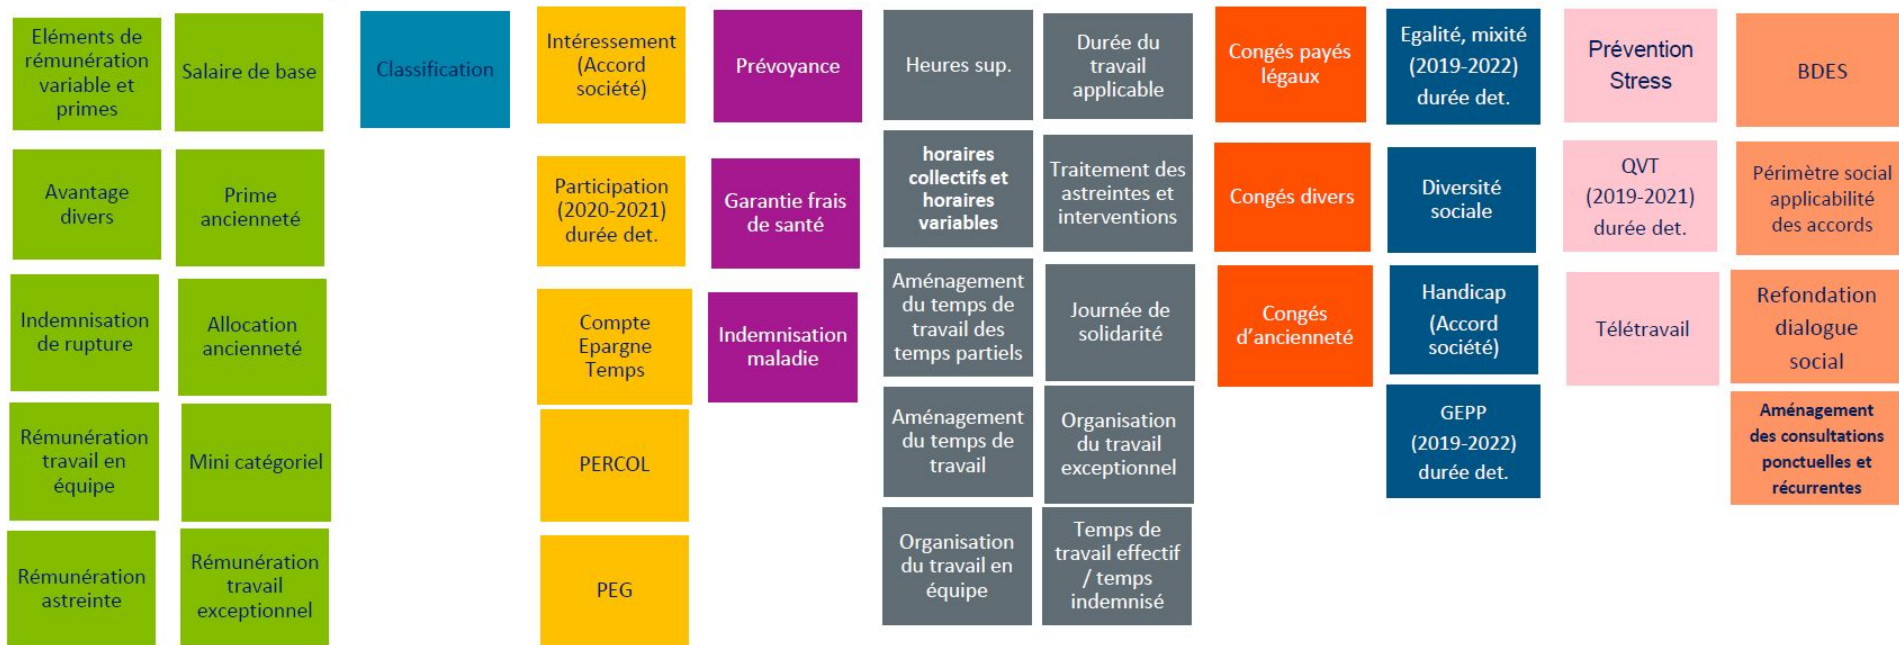 Eléments de
rémunération
variable et
primes
Salaire de base
Classification
Intéressement
(Accord
société)
Prévoyance
Heures sup.
Durée du
travail
applicable
Congés payés
légaux
Egalité, mixité
(2019-2022)
durée det.
Prévention
Stress
BDES
Avantage
divers
Prime
ancienneté
Participation
(2020-2021)
durée det.
Garantie frais
de santé
horaires
collectifs et
horaires
variables
Traitement des
astreintes et
interventions
Congés divers
Diversité
sociale
QVT
(2019-2021)
durée det.
Périmètre social
applicabilité
des accords
Indemnisation
de rupture
Allocation
ancienneté
Compte
Epargne
Temps
Indemnisation
maladie
Aménagement
du temps de
travail des
temps partiels
Journée de
solidarité
Congés
d'ancienneté
Handicap
(Accord
société)
Télétravail
Refondation
dialogue
social
Rémunération
travail en
équipe
Mini catégoriel
PERCOL
Aménagement
du temps de
travail
Organisation
du travail
exceptionnel
GEPP
(2019-2022)
durée det.
Aménagement
des consultations
ponctuelles et
récurrentes
Rémunération
astreinte
Rémunération
travail
exceptionnel
PEG
Organisation
du travail en
équipe
Temps de
travail effectif
/ temps
indemnisé